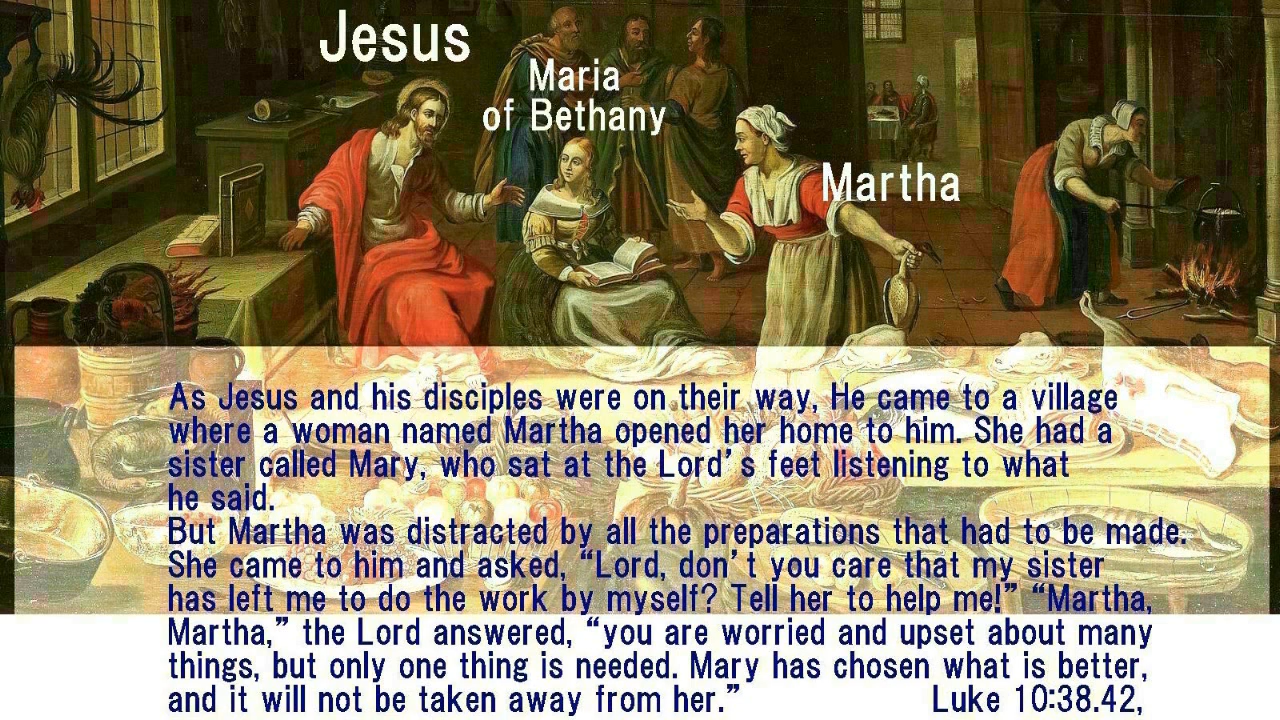 Jesus
Maria
of Bethany
Martha
As Jesus and his disciples were on their way, He came to a village
where a woman named Martha opened her home to him. She had a
sister called Mary, who sat at the Lord’s feet listening to what
he said.
But Martha was distracted by all the preparations that had to be made.
She came to him and asked, “Lord, don’t you care that my sister
has left me to do the work by myself? Tell her to help me!” “Martha,
Martha,” the Lord answered, “you are worried and upset about many
things, but only one thing is needed. Mary has chosen what is better,
and it will not be taken away from her.” Luke 10:38.42,